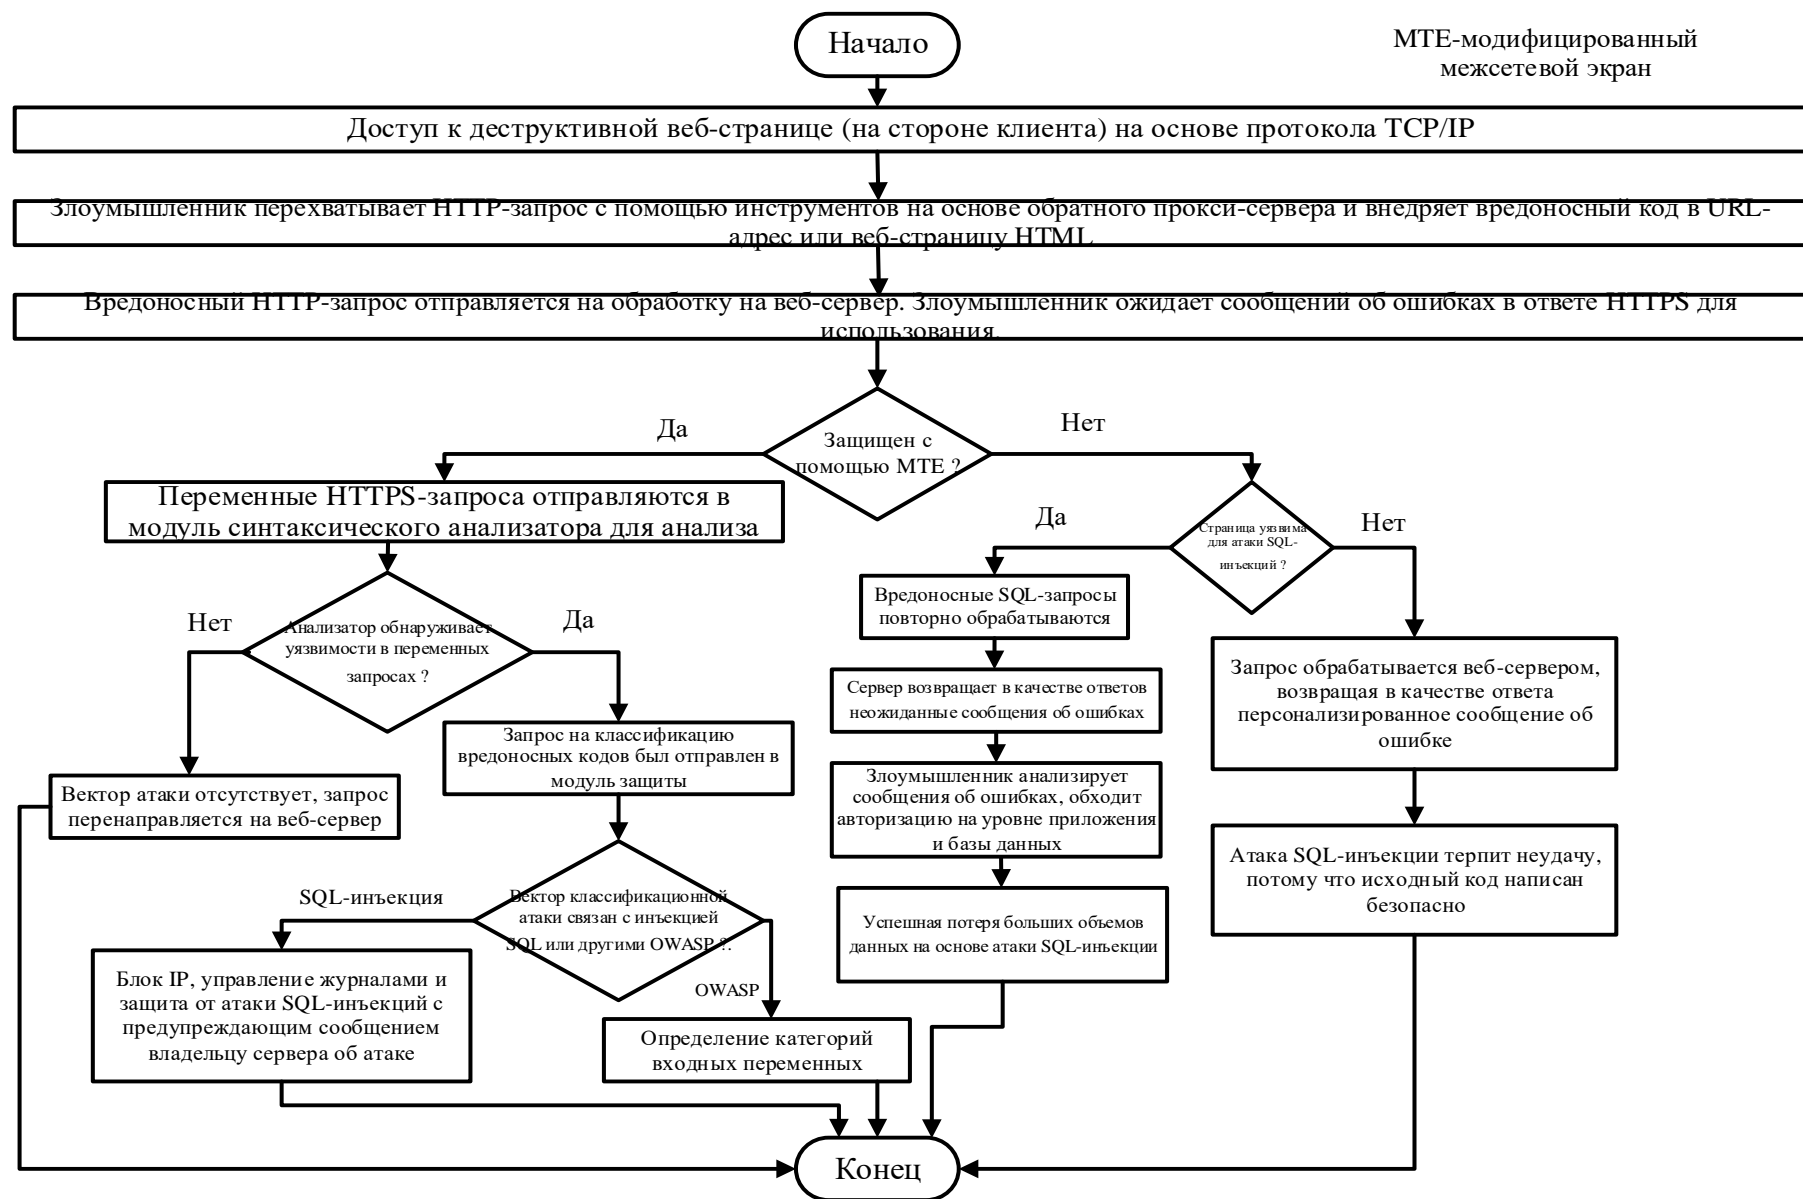 Начало
МТЕ-модифицированный
межсетевой экран
Доступ к деструктивной веб-странице (на стороне клиента) на основе протокола TCP/IP
Злоумышленник перехватывает HTTP-запрос с помощью инструментов на основе обратного прокси-сервера и внедряет вредоносный код в URL-
адрес или веб-страницу HTML
Вредоносный HTTP-запрос отправляется на обработку на веб-сервер. Злоумышленник ожидает сообщений об ошибках в ответе HTTPS для
использования.
Защищен с
помощью МТЕ ?
Да
Нет
Переменные HTTPS-запроса отправляются в
модуль синтаксического анализатора для анализа
Страница уязвима
для атаки SQL-
инъекций ?
Да
Нет
Анализатор обнаруживает
уязвимости в переменных
запросах ?
Нет
Да
Вредоносные SQL-запросы
повторно обрабатываются
Запрос обрабатывается веб-сервером,
возвращая в качестве ответа
персонализированное сообщение об
ошибке
Сервер возвращает в качестве ответов
неожиданные сообщения об ошибках
Запрос на классификацию
вредоносных кодов был отправлен в
модуль защиты
Вектор атаки отсутствует, запрос
перенаправляется на веб-сервер
Злоумышленник анализирует
сообщения об ошибках, обходит
авторизацию на уровне приложения
и базы данных
Атака SQL-инъекции терпит неудачу,
потому что исходный код написан
безопасно
SQL-инъекция
Вектор классификационной
атаки связан с инъекцией
SQL или другими OWASP ?.
OWASP
Успешная потеря больших объемов
данных на основе атаки SQL-инъекции
Блок IP, управление журналами и
защита от атаки SQL-инъекций с
предупреждающим сообщением
владельцу сервера об атаке
Определение категорий
входных переменных
Конец